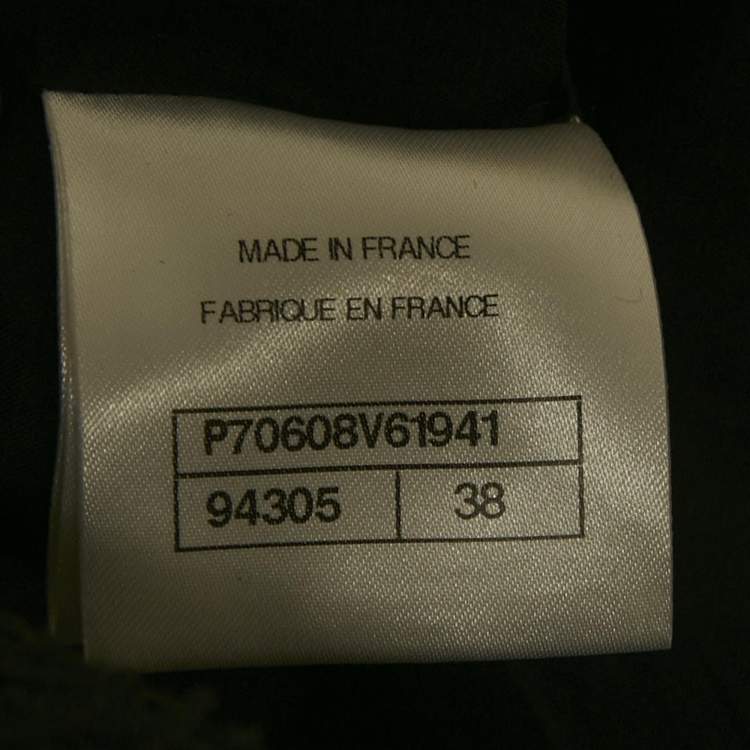 MADE IN FRANCE
FABRIQUE EN FRANCE
P70608V61941
94305 38